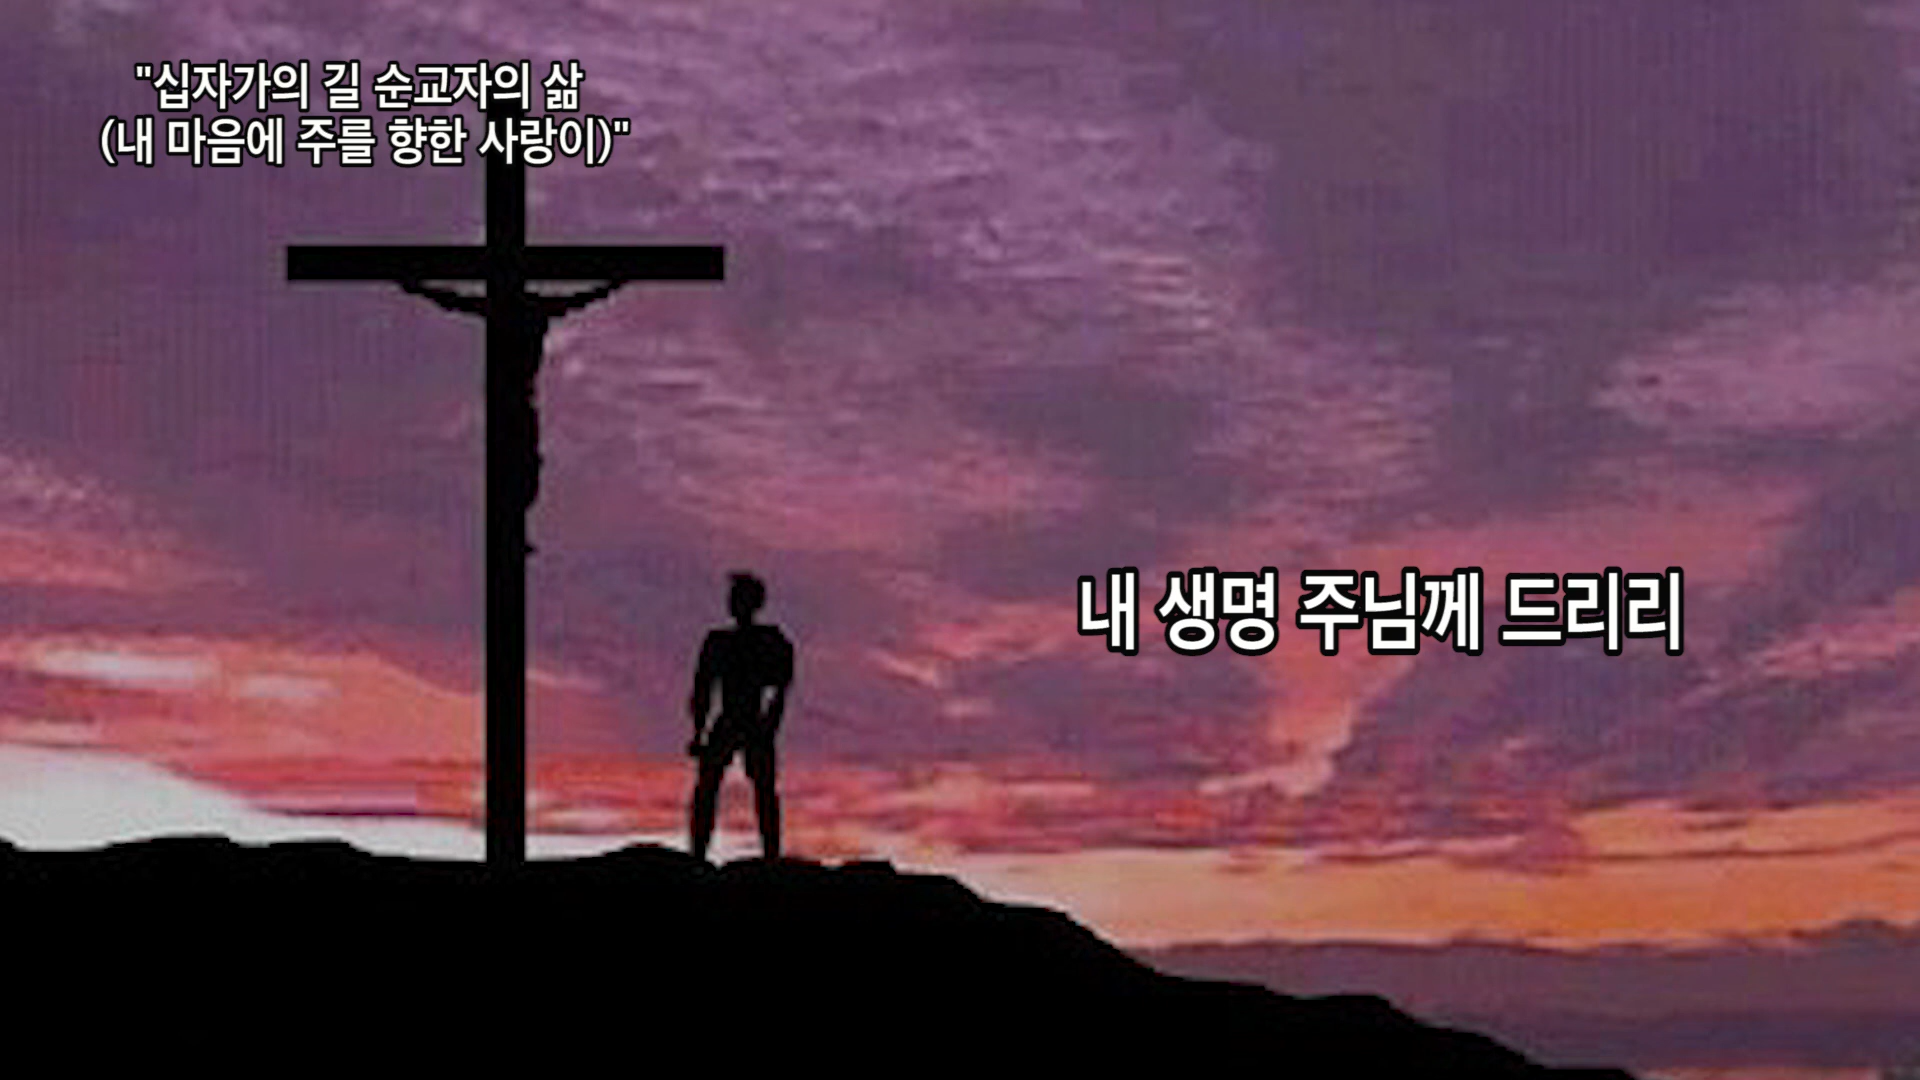 "십자가의 길 순교자의 삶
(내 마음에 주를 향한 사랑이)"
내 생명 주님께 드리리